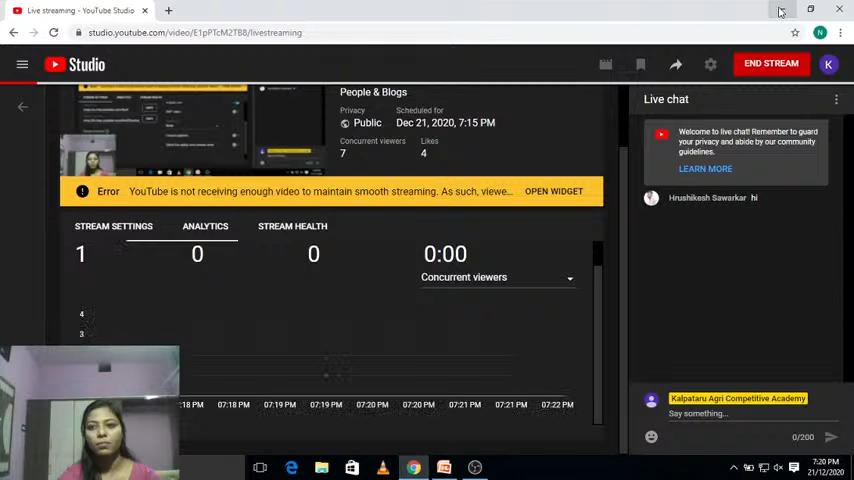 Live streaming - YouTube Studio
studio.youtube.com/video/E1pPTcM2TB8/livestreaming
N
Studio
END STREAM
K
People & Blogs
Live chat
Privacy
Scheduled for
Public
Dec 21, 2020, 7:15 PM
Concurrent viewers
Likes
7
4
Welcome to live chat! Remember to guard
your privacy and abide by our community
guidelines.
LEARN MORE
Error YouTube is not receiving enough video to maintain smooth streaming. As such, viewe... OPEN WIDGET
Hrushikesh Sawarkar hi
STREAM SETTINGS ANALYTICS STREAM HEALTH
1 0 0 0:00
Concurrent viewers
4
3
:18 PM 07:18 PM 07:19 PM 07:20 PM 07:20 PM 07:21 PM 07:21 PM 07:22 PM
Kalpataru Agri Competitive Academy
Say something...
0/200
7:20 PM
21/12/2020